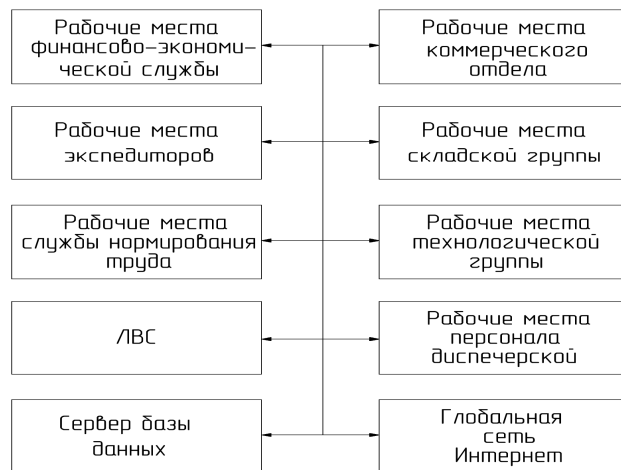 Рабочие места
финансово-экономи-
ческой службы
Рабочие места
коммерческого
отдела
Рабочие места
экспедиторов
Рабочие места
складской группы
Рабочие места
службы нормирования
труда
Рабочие места
технологической
группы
ЛВС
Рабочие места
персонала
диспечерской
Сервер базы
данных
Глобальная
сеть
Интернет